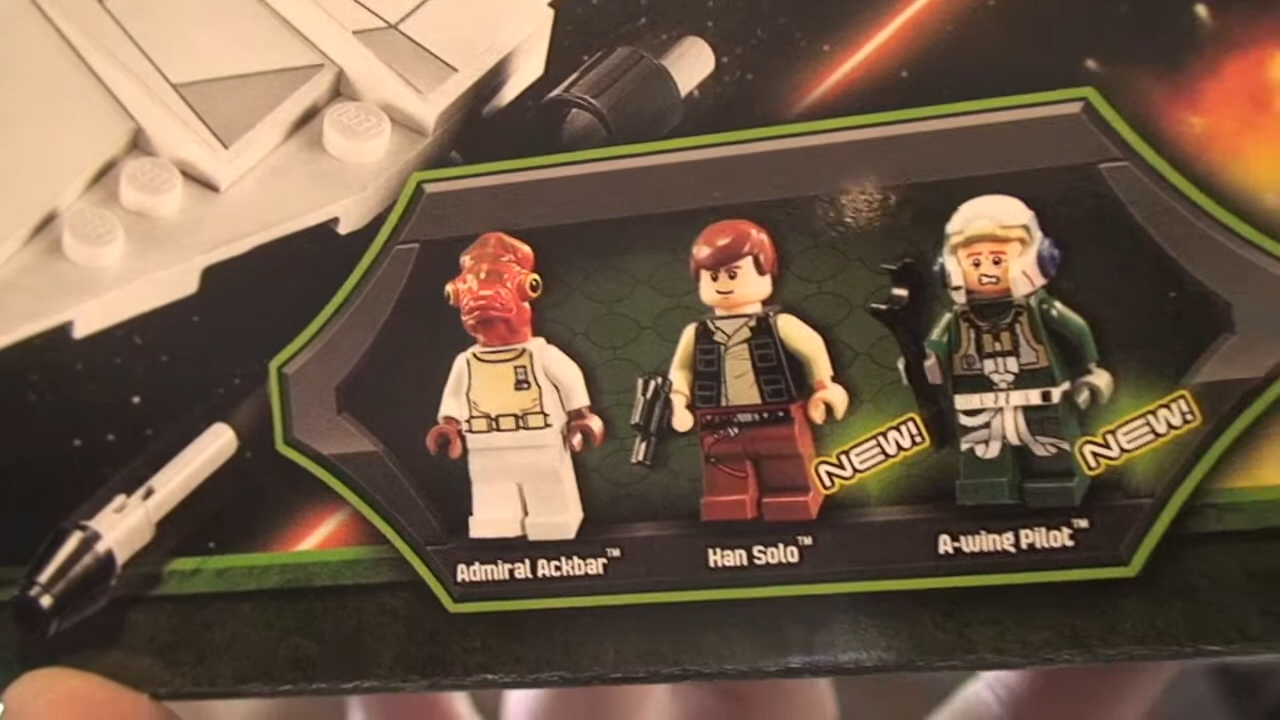 Admiral Ackbar™
Han Solo™
NEW!
A-wing Pilot™
NEW!